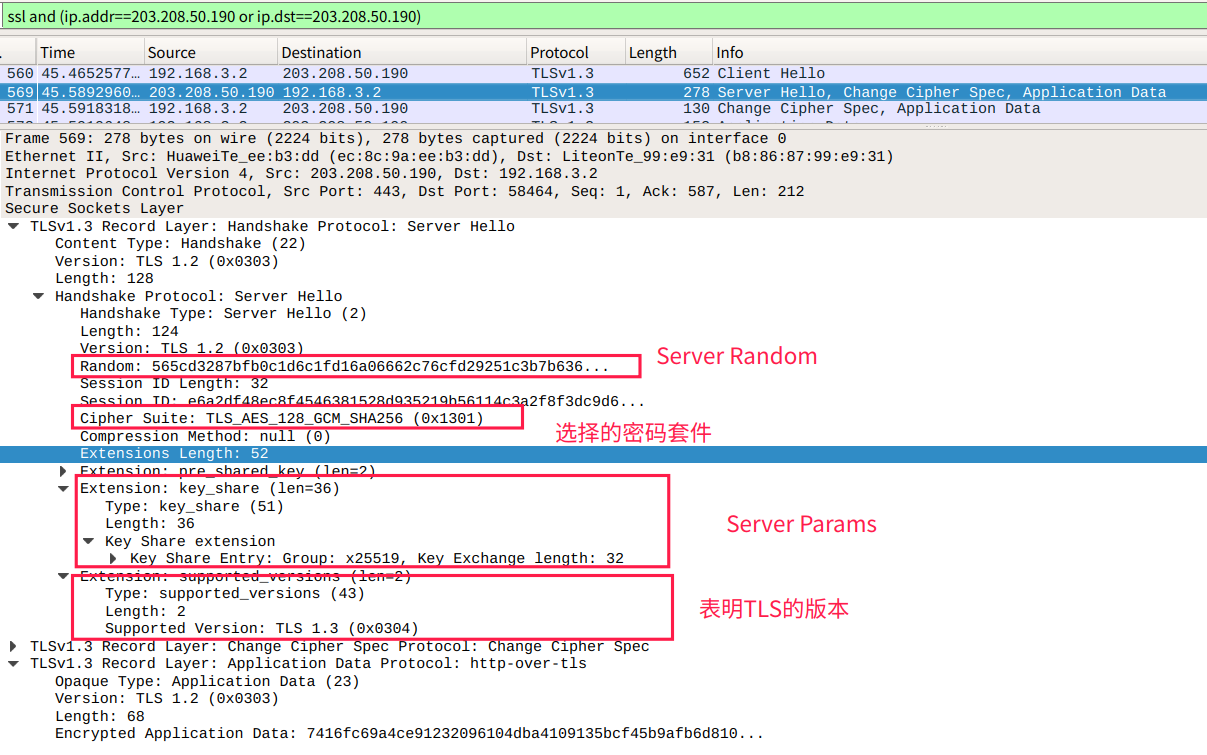 ssl and (ip.addr==203.208.50.190 or ip.dst==203.208.50.190)
. Time Source Destination Protocol Length Info
560 45.4652577… 192.168.3.2 203.208.50.190 TLSv1.3 652 Client Hello
569 45.5892960… 203.208.50.190 192.168.3.2 TLSv1.3 278 Server Hello, Change Cipher Spec, Application Data
571 45.5918318… 192.168.3.2 203.208.50.190 TLSv1.3 130 Change Cipher Spec, Application Data
Frame 569: 278 bytes on wire (2224 bits), 278 bytes captured (2224 bits) on interface 0
Ethernet II, Src: HuaweiTe_ee:b3:dd (ec:8c:9a:ee:b3:dd), Dst: LiteonTe_99:e9:31 (b8:86:87:99:e9:31)
Internet Protocol Version 4, Src: 203.208.50.190, Dst: 192.168.3.2
Transmission Control Protocol, Src Port: 443, Dst Port: 58464, Seq: 1, Ack: 587, Len: 212
Secure Sockets Layer
TLSv1.3 Record Layer: Handshake Protocol: Server Hello
Content Type: Handshake (22)
Version: TLS 1.2 (0x0303)
Length: 128
Handshake Protocol: Server Hello
Handshake Type: Server Hello (2)
Length: 124
Version: TLS 1.2 (0x0303)
Random: 565cd3287bfb0c1d6c1fd16a06662c76cfd29251c3b7b636...
Server Random
Session ID Length: 32
Session ID: e6a2df48ec8f4546381528d935219b56114c3a2f8f3dc9d6...
Cipher Suite: TLS_AES_128_GCM_SHA256 (0x1301)
选择的密码套件
Compression Method: null (0)
Extensions Length: 52
Extension: pre_shared_key (len=2)
Extension: key_share (len=36)
Type: key_share (51)
Length: 36
Server Params
Key Share extension
Key Share Entry: Group: x25519, Key Exchange length: 32
Extension: supported_versions (len=2)
Type: supported_versions (43)
Length: 2
表明TLS的版本
Supported Version: TLS 1.3 (0x0304)
TLSv1.3 Record Layer: Change Cipher Spec Protocol: Change Cipher Spec
TLSv1.3 Record Layer: Application Data Protocol: http-over-tls
Opaque Type: Application Data (23)
Version: TLS 1.2 (0x0303)
Length: 68
Encrypted Application Data: 7416fc69a4ce91232096104dba4109135bcf45b9afb6d810...